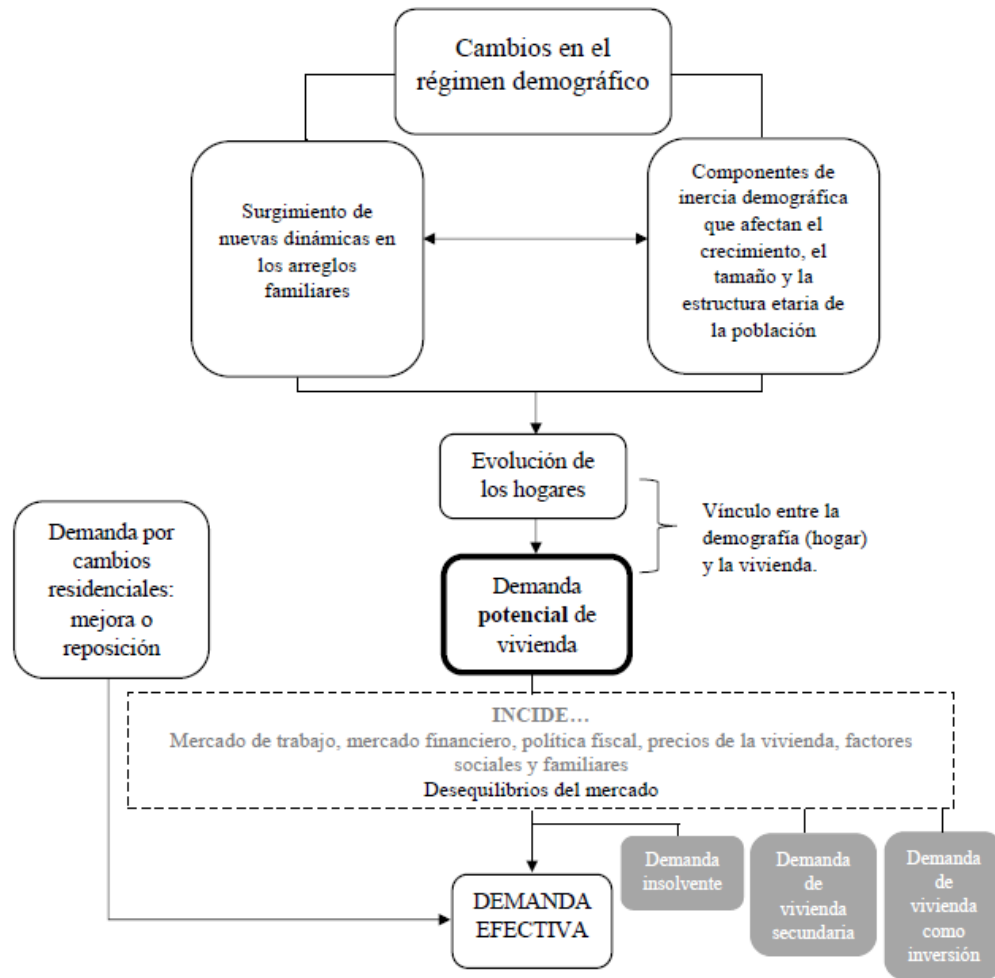 Cambios en el
régimen demográfico
Surgimiento de
nuevas dinámicas en
los arreglos
familiares
Componentes de
inercia demográfica
que afectan el
crecimiento, el
tamaño y la
estructura etaria de
la población
Evolución de
los hogares
Vínculo entre la
demografía (hogar)
y la vivienda.
Demanda por
cambios
residenciales:
mejora o
reposición
Demanda
potencial de
vivienda
INCIDE…
Mercado de trabajo, mercado financiero, política fiscal, precios de la vivienda, factores
sociales y familiares
Desequilibrios del mercado
Demanda
insolvente
Demanda
de
vivienda
secundaria
Demanda
de
vivienda
como
inversión
DEMANDA
EFECTIVA